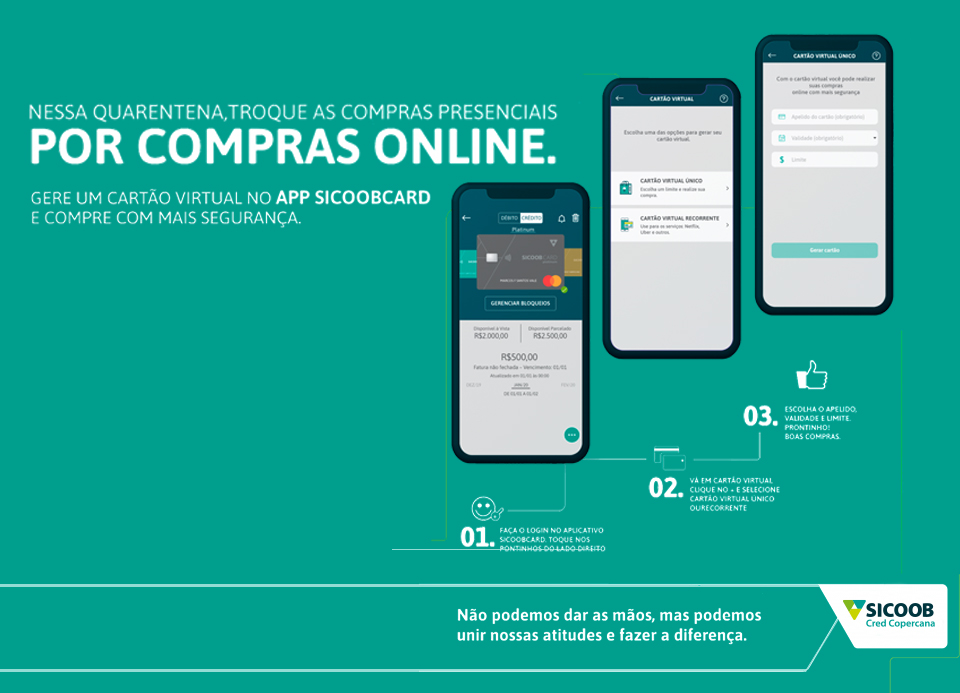 NESSA QUARENTENA,TROQUE AS COMPRAS PRESENCIAIS
POR COMPRAS ONLINE.
GERE UM CARTÃO VIRTUAL NO APP SICOOBCARD
E COMPRE COM MAIS SEGURANÇA.
DÉBITO CRÉDITO
Platinum
SICOOBCARD
GERENCIAR BLOQUEIOS
Disponível à Vista
R$2.000,00
Disponível Parcelado
R$2.500,00
R$500,00
Fatura não fechada - Vencimento: 01/01
Atualizado em 01/01 às 00:00
DE 01/01 A 01/02
CARTÃO VIRTUAL
Escolha uma das opções para gerar seu
cartão virtual.
CARTÃO VIRTUAL ÚNICO
Escolha um limite e realize sua
compra.
CARTÃO VIRTUAL RECORRENTE
Use para os serviços Netflix,
Uber e outros.
CARTÃO VIRTUAL ÚNICO
Com o cartão virtual você pode realizar
suas compras
online com mais segurança
Apelido do cartão (obrigatório)
Validade (obrigatório)
Limite
Gerar cartão
01.
FAÇA O LOGIN NO APLICATIVO
SICOOBCARD. TOQUE NOS
PONTINHOS DO LADO DIREITO
02.
VÁ EM CARTÃO VIRTUAL
CLIQUE NO + E SELECIONE
CARTÃO VIRTUAL ÚNICO
OURECORRENTE
03.
ESCOLHA O APELIDO,
VALIDADE E LIMITE.
PRONTINHO!
BOAS COMPRAS.
Não podemos dar as mãos, mas podemos
unir nossas atitudes e fazer a diferença.
SICOOB
Cred Copercana